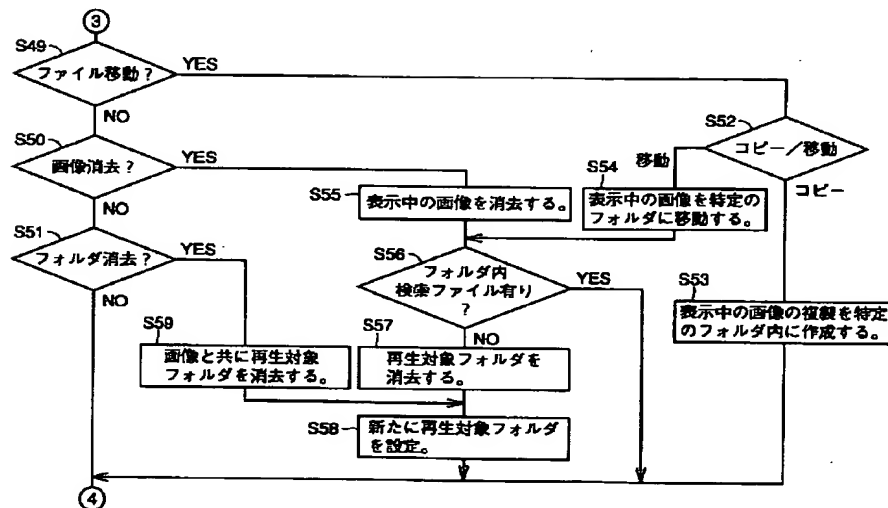 ③
S49
ファイル移動?
YES
NO
S50
画像消去?
YES
NO
S51
フォルダ消去?
YES
NO
S52
コピー/移動
移動
コピー
S54
表示中の画像を特定の
フォルダに移動する。
S55
表示中の画像を消去する。
S56
フォルダ内
検索ファイル有り
?
YES
NO
S53
表示中の画像の複製を特定
のフォルダ内に作成する。
S59
画像と共に再生対象
フォルダを消去する。
S57
再生対象フォルダを
消去する。
S58
新たに再生対象フォルダ
を設定。
④